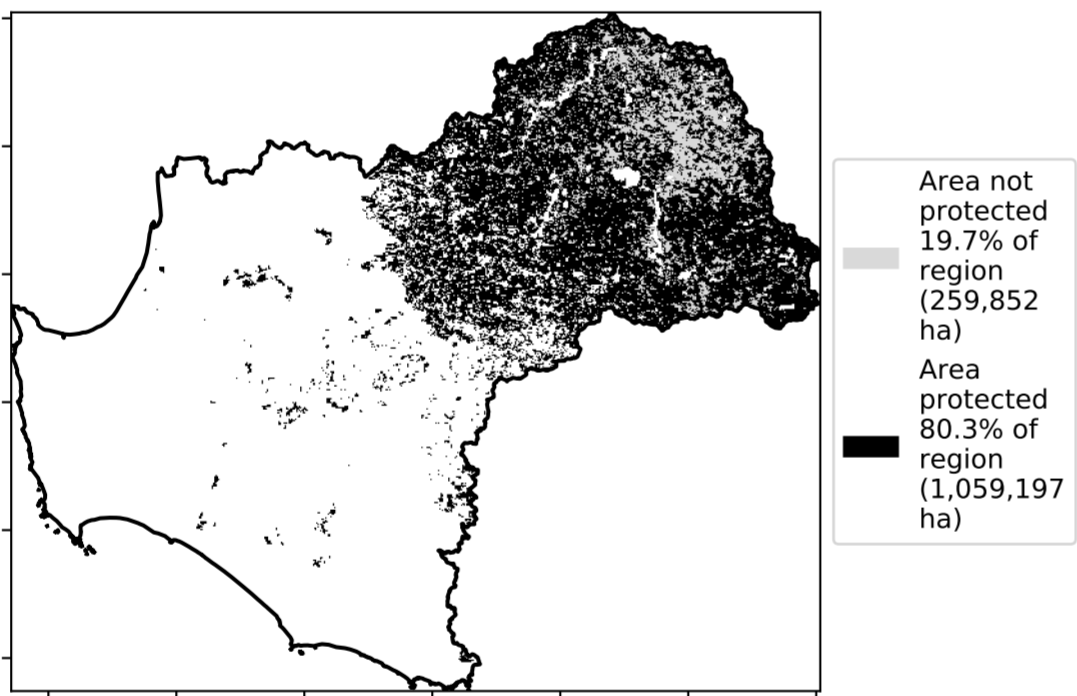 Area not
protected
19.7% of
region
(259,852
ha)
Area
protected
80.3% of
region
(1,059,197
ha)